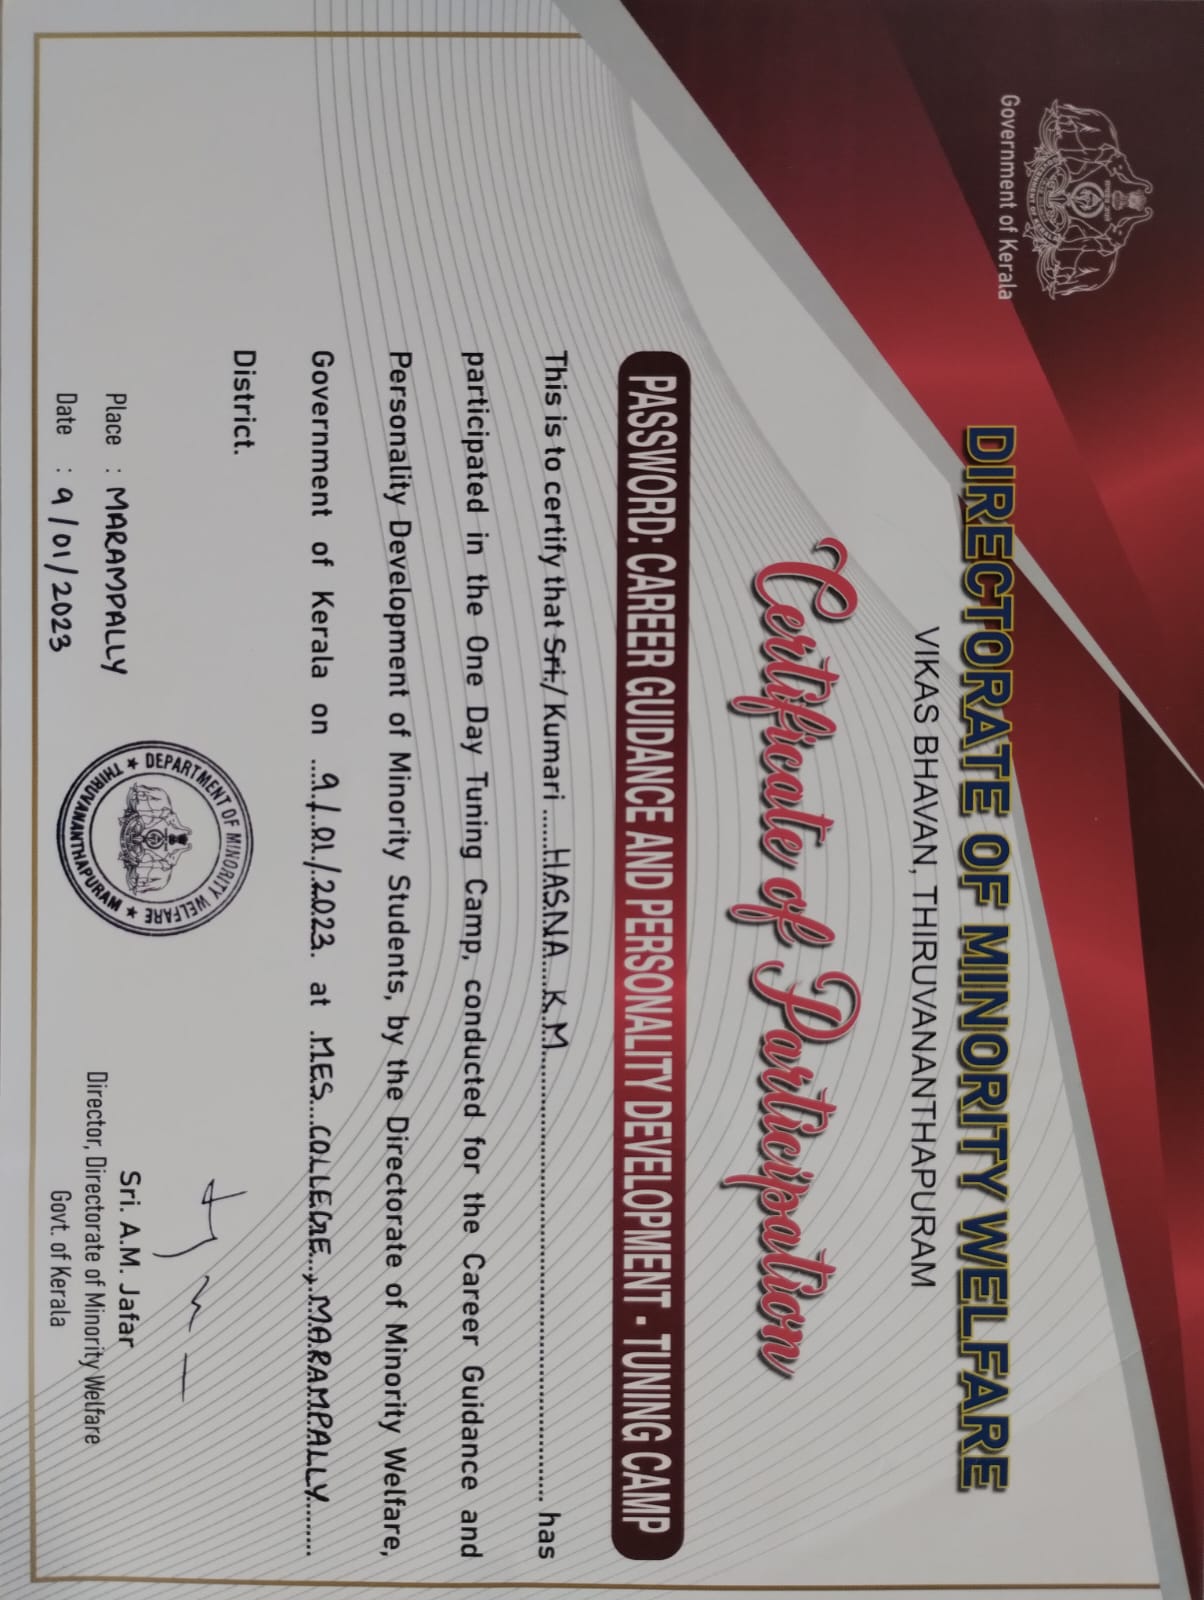 Government of Kerala
DIRECTORATE OF MINORITY WELFARE
VIKAS BHAVAN, THIRUVANANTHAPURAM
Certificate of Participation
PASSWORD: CAREER GUIDANCE AND PERSONALITY DEVELOPMENT - TUNING CAMP
This is to certify that Sri./ Kumari HASNA K.M has
participated in the One Day Tuning Camp, conducted for the Career Guidance and
Personality Development of Minority Students, by the Directorate of Minority Welfare,
Government of Kerala on 9/01/2023 at MES COLLEGE, MARAMPALLY
District.
DEPARTMENT OF MINORITY WELFARE
★ THIRUVANANTHAPURAM ★
Place : MARAMPALLY
Date : 9/01/2023
Sri. A.M. Jafar
Director, Directorate of Minority Welfare
Govt. of Kerala